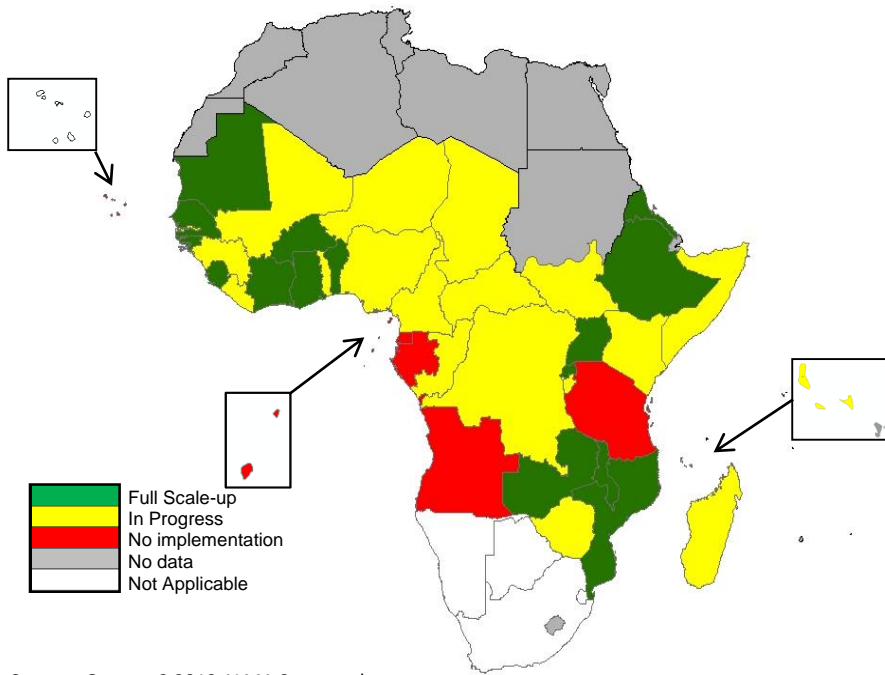 Full Scale-up
In Progress
No implementation
No data
Not Applicable